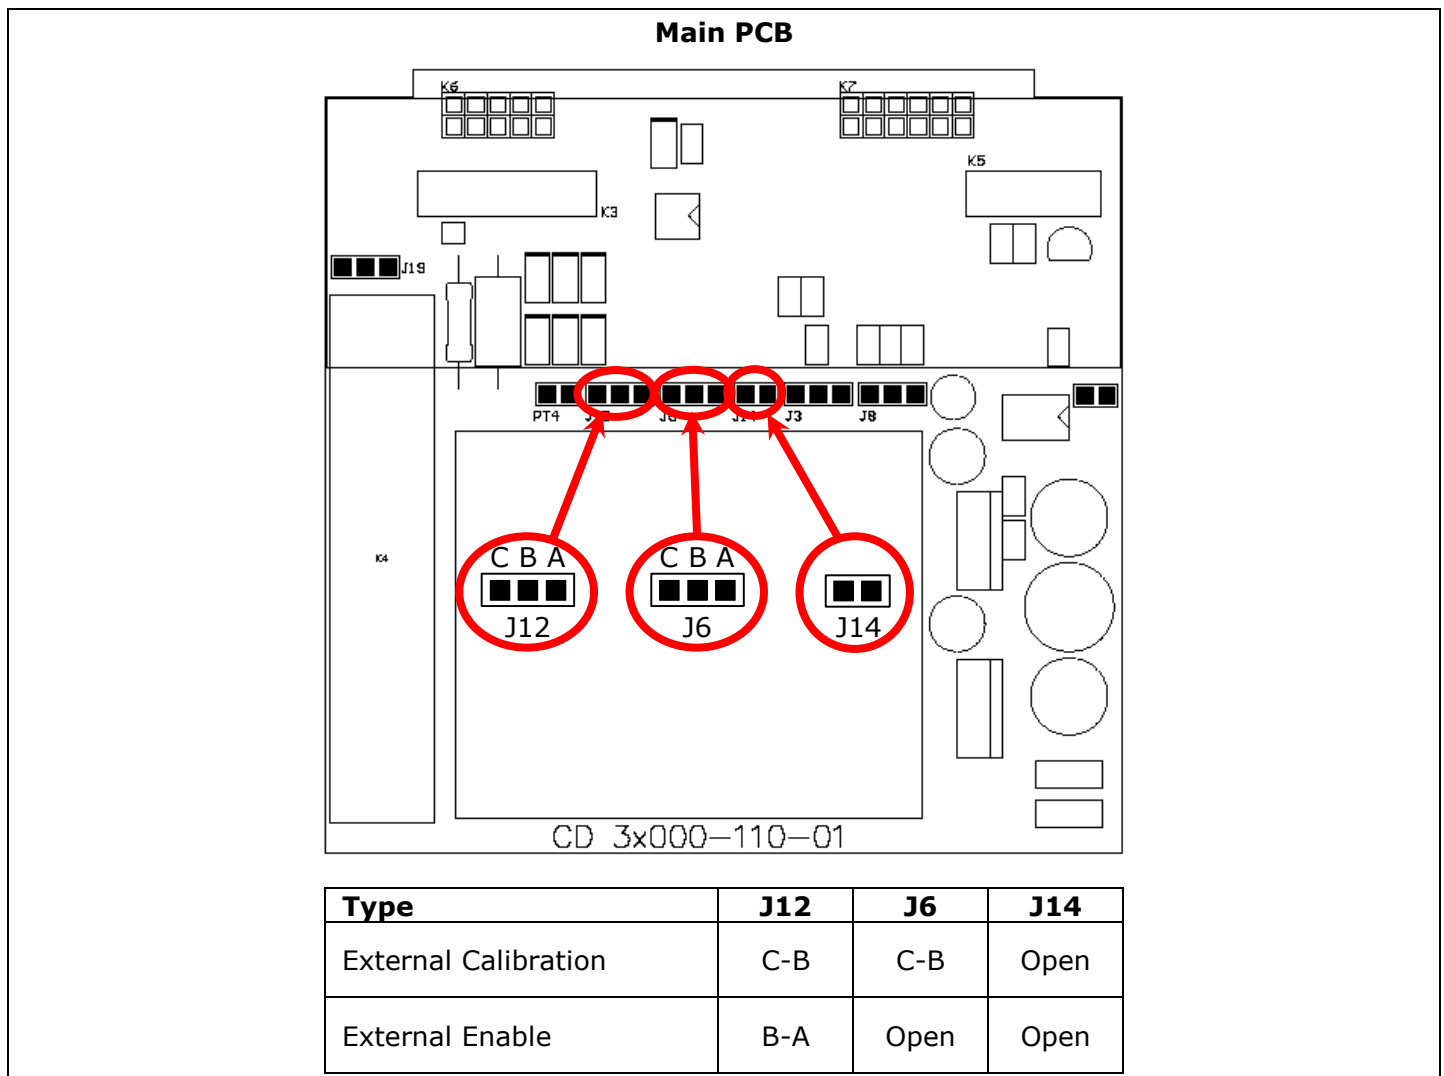 Main PCB
K6
K7
K5
K3
J19
PT4
J14
J3
J8
K4
C B A
C B A
J12
J6
J14
CD 3x000-110-01
Type J12 J6 J14
External Calibration C-B C-B Open
External Enable B-A Open Open